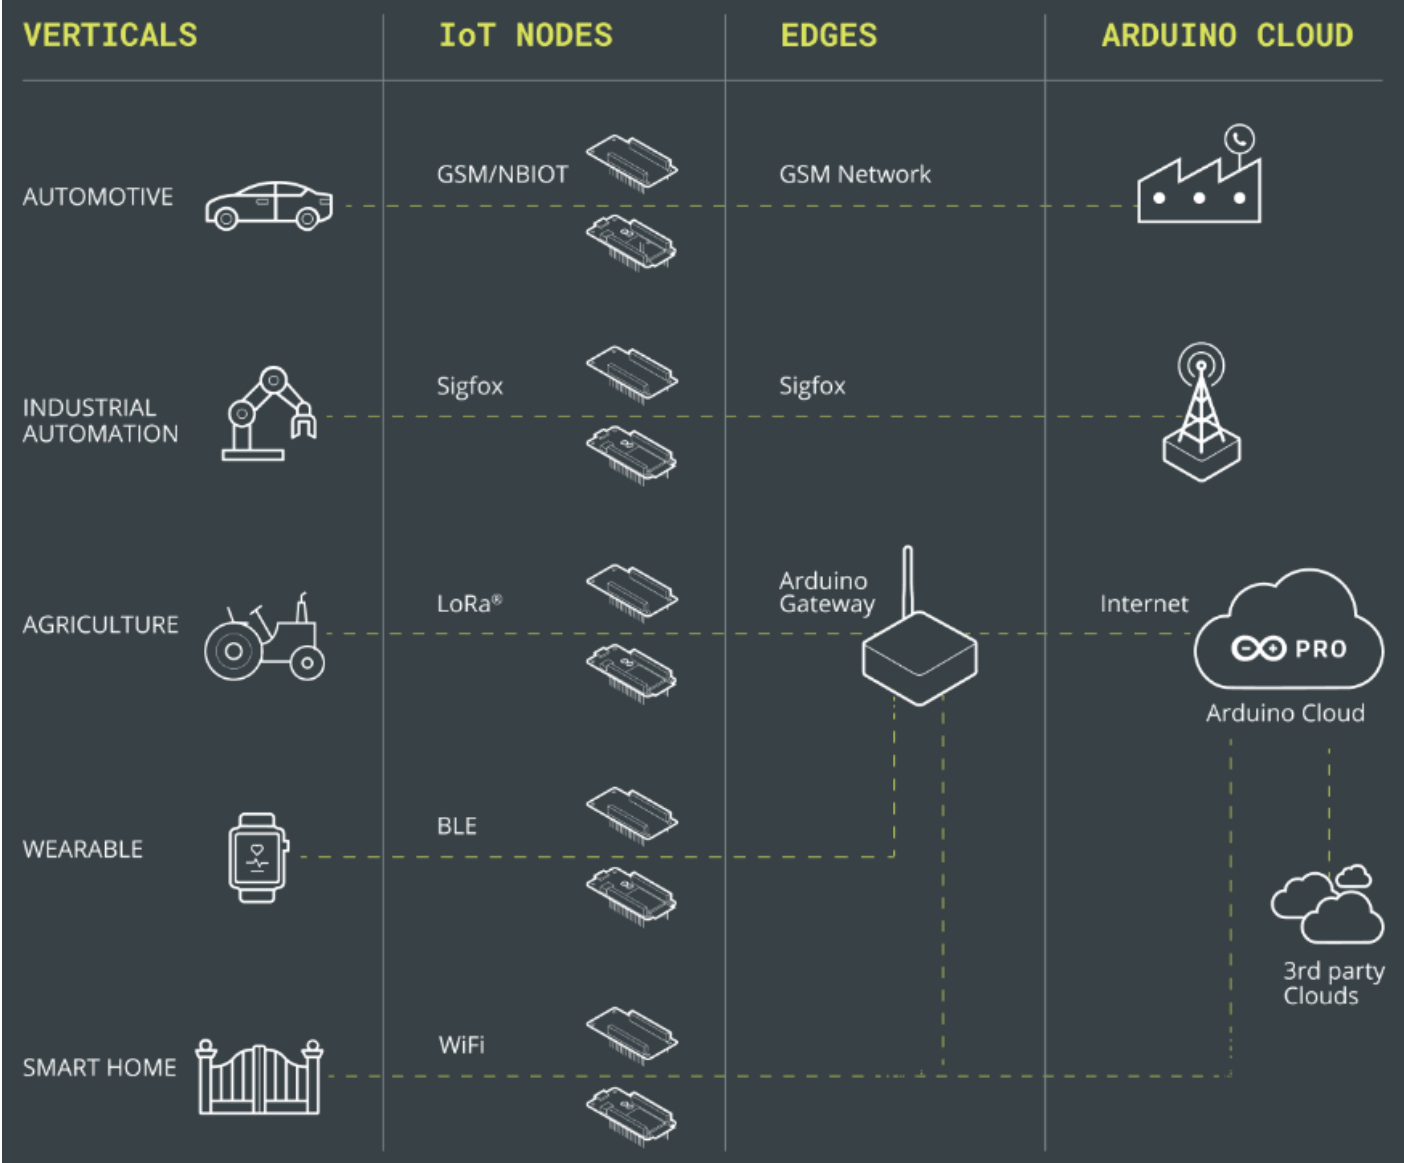 VERTICALS
IoT NODES
EDGES
ARDUINO CLOUD
AUTOMOTIVE
GSM/NBIOT
GSM Network
INDUSTRIAL
AUTOMATION
Sigfox
Sigfox
AGRICULTURE
LoRa®
Arduino
Gateway
Internet
PRO
Arduino Cloud
WEARABLE
BLE
3rd party
Clouds
SMART HOME
WiFi